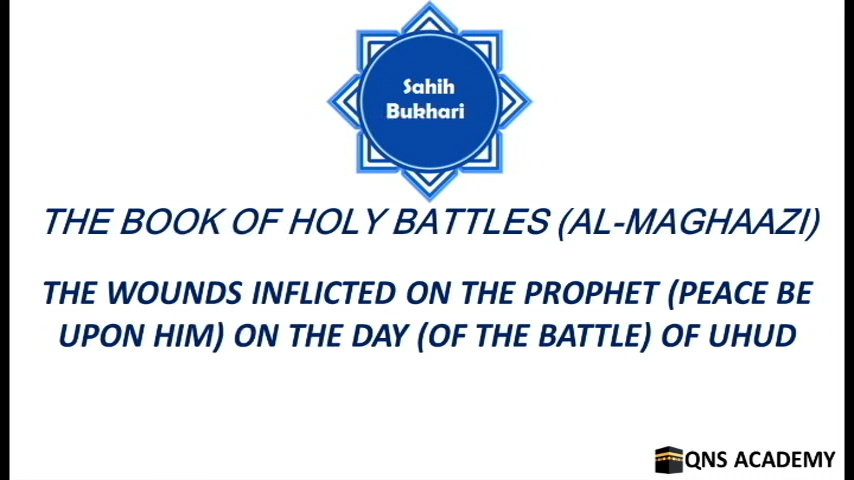 Sahih
Bukhari
THE BOOK OF HOLY BATTLES (AL-MAGHAAZI)
THE WOUNDS INFLICTED ON THE PROPHET (PEACE BE
UPON HIM) ON THE DAY (OF THE BATTLE) OF UHUD
QNS ACADEMY